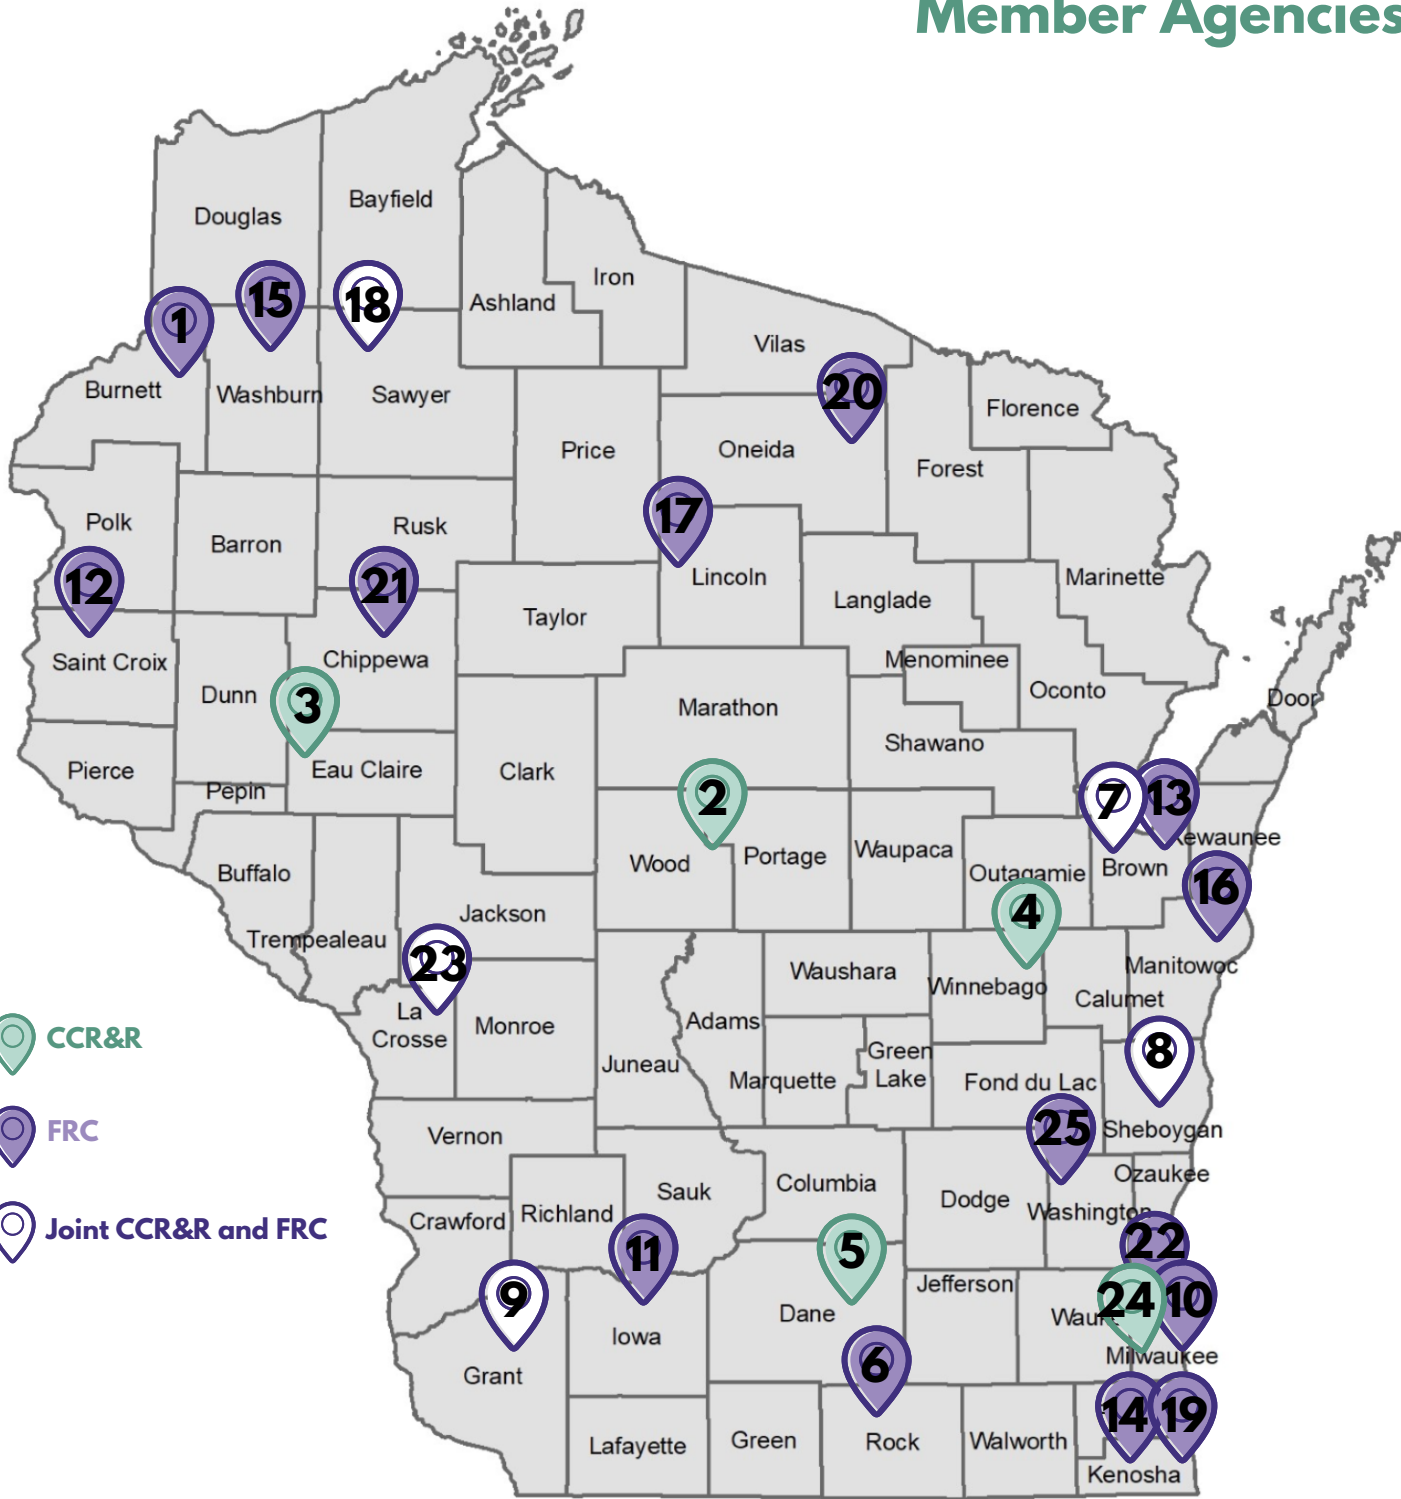 Member Agencies
Bayfield
Douglas
Iron
Ashland
15
18
1
Vilas
Burnett
Washburn
Sawyer
20
Florence
Price
Oneida
Forest
17
Polk
Rusk
Barron
12
21
Lincoln
Marinette
Langlade
Taylor
Saint Croix
Chippewa
Menominee
Dunn
3
Oconto
Door
Marathon
Shawano
Pierce
Eau Claire
Clark
Pepin
2
7
13
Kewaunee
Wood
Portage
Waupaca
Outagamie
Brown
Buffalo
16
4
Jackson
Trempealeau
23
Waushara
Winnebago
Manitowoc
Calumet
La
Crosse
Monroe
Adams
CCR&R
Juneau
Marquette
Green
Lake
8
Fond du Lac
FRC
Vernon
25
Sheboygan
Ozaukee
Sauk
Columbia
Dodge
Richland
Washington
Crawford
Joint CCR&R and FRC
11
5
22
9
Jefferson
24
10
Dane
Iowa
Milwaukee
6
Grant
14
19
Lafayette
Green
Rock
Walworth
Kenosha